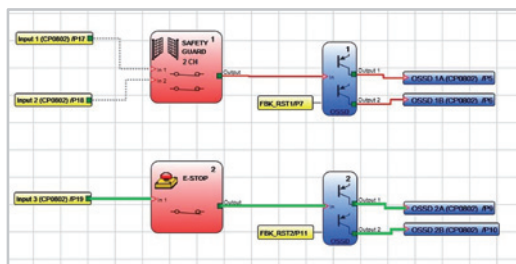 1
SAFETY
GUARD
2 CH
Input 1 (CP0802) /P17
In 1
In 2
Output
Input 2 (CP0802) /P18
1
In
Output 1
Output 2
OSSD
FBK_RST1/P7
OSSD 1A (CP0802) /P5
OSSD 1B (CP0802) /P6
2
E-STOP
Input 3 (CP0802) /P19
In 1
Output
2
In
Output 1
Output 2
OSSD
FBK_RST2/P11
OSSD 2A (CP0802) /P9
OSSD 2B (CP0802) /P10